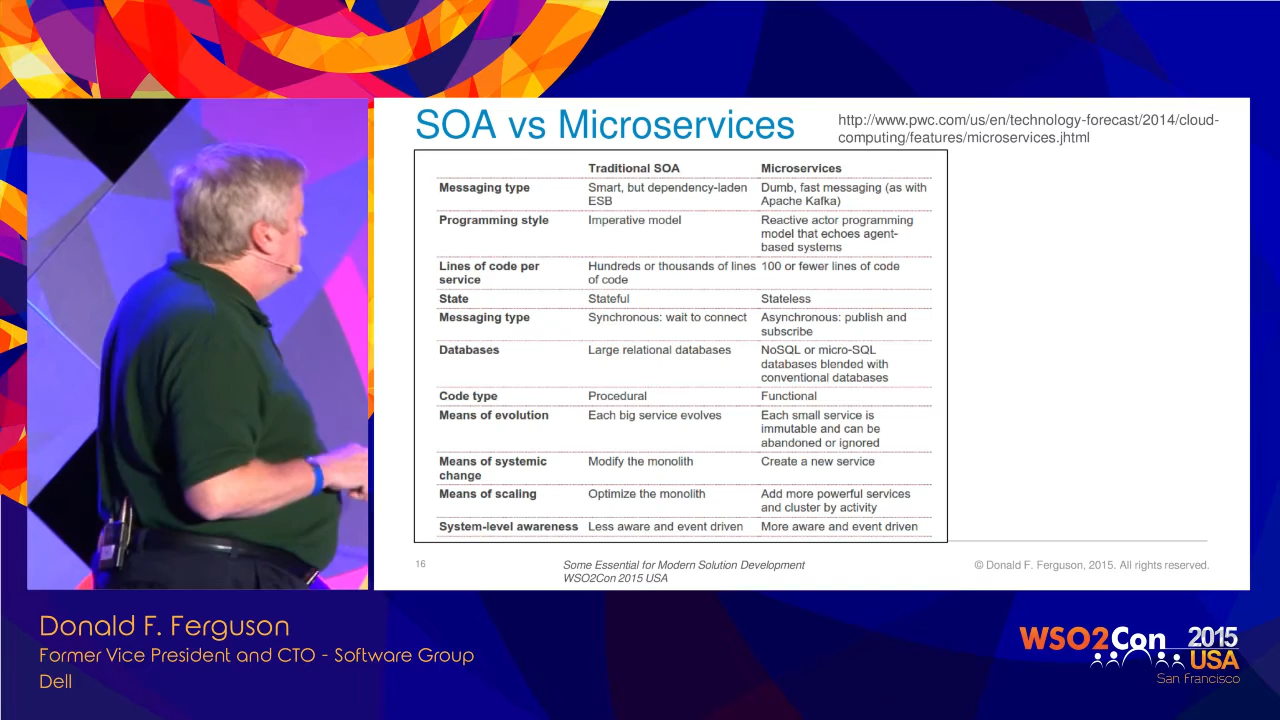 SOA vs Microservices
http://www.pwc.com/us/en/technology-forecast/2014/cloud-
computing/features/microservices.jhtml
Traditional SOA Microservices
Messaging type Smart, but dependency-laden Dumb, fast messaging (as with
ESB Apache Kafka)
Programming style Imperative model Reactive actor programming
model that echoes agent-
based systems
Lines of code per Hundreds or thousands of lines 100 or fewer lines of code
service of code
State Stateful Stateless
Messaging type Synchronous: wait to connect Asynchronous: publish and
subscribe
Databases Large relational databases NoSQL or micro-SQL
databases blended with
conventional databases
Code type Procedural Functional
Means of evolution Each big service evolves Each small service is
immutable and can be
abandoned or ignored
Means of systemic Modify the monolith Create a new service
change
Means of scaling Optimize the monolith Add more powerful services
and cluster by activity
System-level awareness Less aware and event driven More aware and event driven
16 Some Essential for Modern Solution Development © Donald F. Ferguson, 2015. All rights reserved.
WSO2Con 2015 USA
Donald F. Ferguson
Former Vice President and CTO - Software Group
Dell
WSO2Con 2015
USA
San Francisco